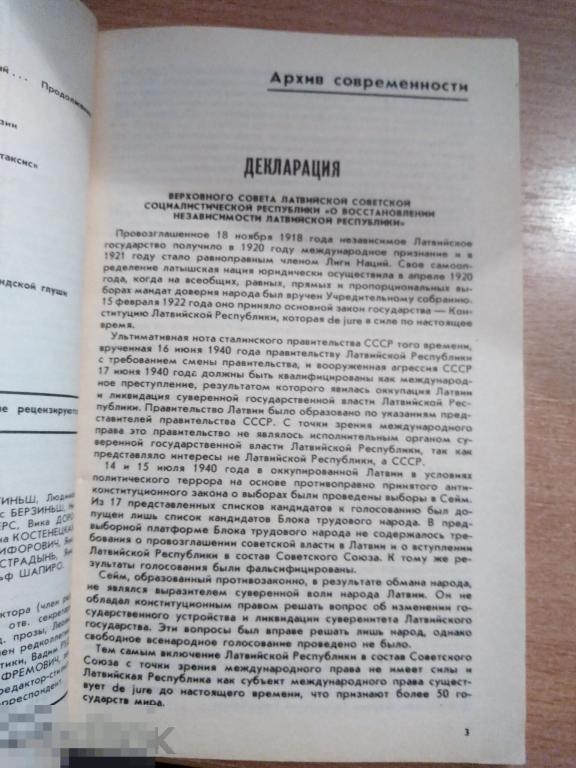 ий... Продолжение
зин
таксис»
ндской глуши
не рецензируются
Архив современности
ДЕКЛАРАЦИЯ
ВЕРХОВНОГО СОВЕТА ЛАТВИЙСКОЙ СОВЕТСКОЙ
СОЦИАЛИСТИЧЕСКОЙ РЕСПУБЛИКИ «О ВОССТАНОВЛЕНИИ
НЕЗАВИСИМОСТИ ЛАТВИЙСКОЙ РЕСПУБЛИКИ»
Провозглашенное 18 ноября 1918 года независимое Латвийское
государство получило в 1920 году международное признание и в
1921 году стало равноправным членом Лиги Наций. Свое самоопре-
деление латышская нация юридически осуществила в апреле 1920
года, когда на всеобщих, равных, прямых и пропорциональных вы-
борах мандат доверия народа был вручен Учредительному собранию.
15 февраля 1922 года оно приняло основной закон государства — Кон-
ституцию Латвийской Республики, которая de jure в силе по настоящее
время.
Ультимативная нота сталинского правительства СССР того времени,
врученная 16 июня 1940 года правительству Латвийской Республики
с требованием смены правительства, и вооруженная агрессия СССР
17 июня 1940 года должны быть квалифицированы как международ-
ное преступление, результатом которого явилась оккупация Латвии
и ликвидация суверенной государственной власти Латвийской Рес-
публики. Правительство Латвии было образовано по указаниям пред-
ставителей правительства СССР. С точки зрения международного
права это правительство не являлось исполнительным органом су-
веренной государственной власти Латвийской Республики, так как
представляло интересы не Латвийской Республики, а СССР.
14 и 15 июля 1940 года в оккупированной Латвии в условиях
политического террора на основе противоправно принятого анти-
конституционного закона о выборах были проведены выборы в Сейм.
Из 17 представленных списков кандидатов к голосованию был до-
пущен лишь список кандидатов Блока трудового народа. В пред-
выборной платформе Блока трудового народа не содержалось тре-
бования о провозглашении советской власти в Латвии и о вступлении
Латвийской Республики в состав Советского Союза. К тому же ре-
зультаты голосования были фальсифицированы.
Сейм, образованный противозаконно, в результате обмана народа,
не являлся выразителем суверенной воли народа Латвии. Он не
обладал конституционным правом решать вопрос об изменении го-
сударственного устройства и ликвидации суверенитета Латвийского
государства. Эти вопросы был вправе решать лишь народ, однако
свободное всенародное голосование проведено не было.
Тем самым включение Латвийской Республики в состав Советского
Союза с точки зрения международного права не имеет силы и
Латвийская Республика как субъект международного права сущест-
вует de jure до настоящего времени, что признают более 50 го-
сударств мира.
3